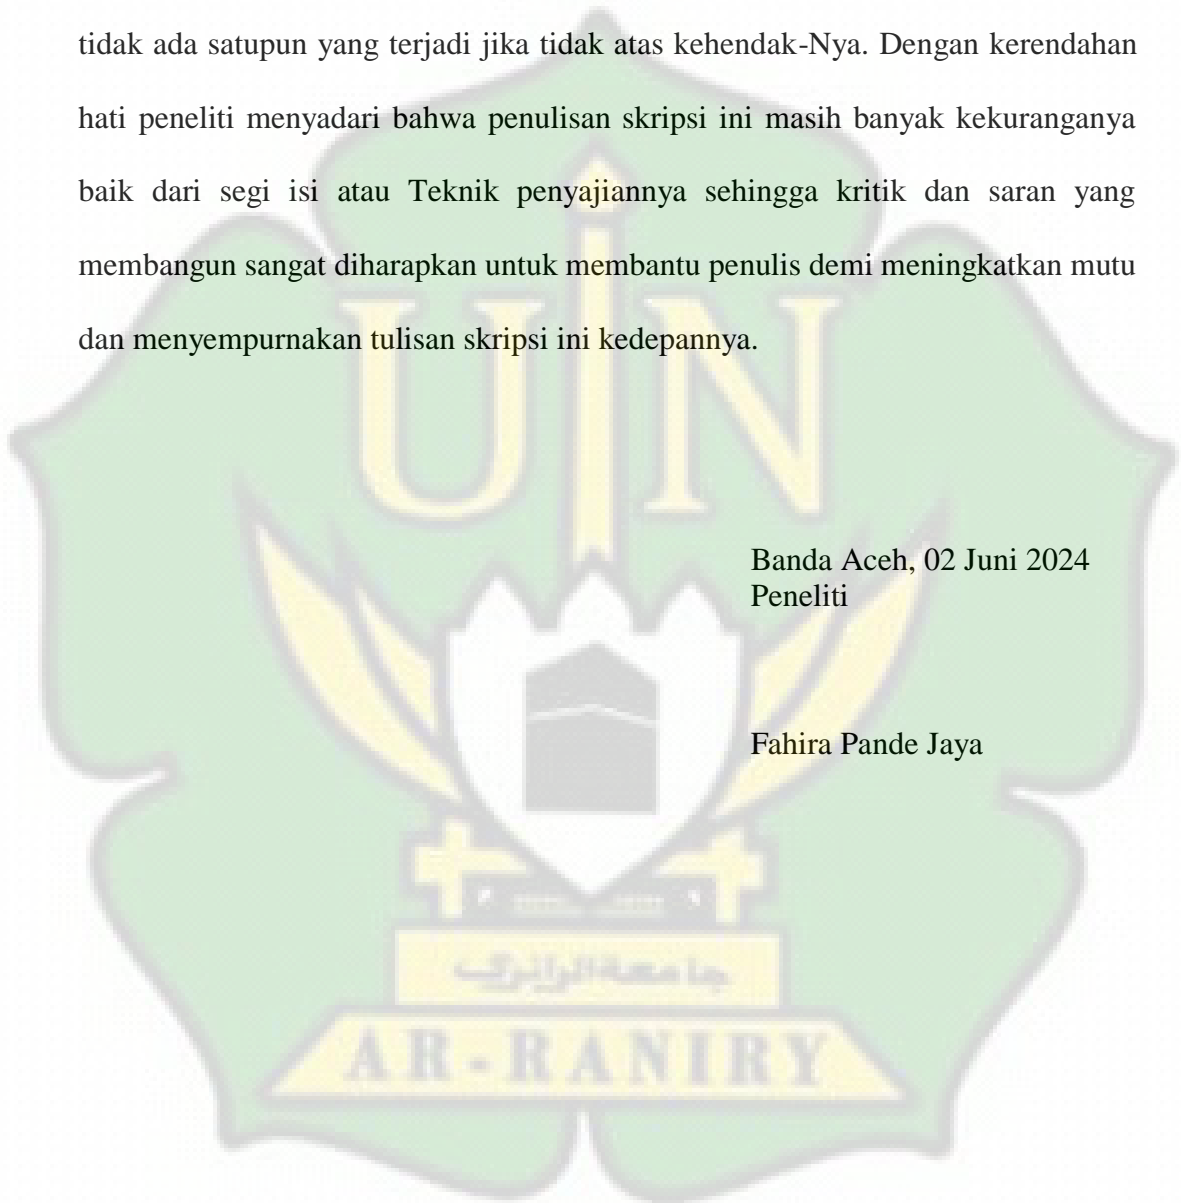 tidak ada satupun yang terjadi jika tidak atas kehendak-Nya. Dengan kerendahan
hati peneliti menyadari bahwa penulisan skripsi ini masih banyak kekuranganya
baik dari segi isi atau Teknik penyajiannya sehingga kritik dan saran yang
membangun sangat diharapkan untuk membantu penulis demi meningkatkan mutu
dan menyempurnakan tulisan skripsi ini kedepannya.
UIN
Banda Aceh, 02 Juni 2024
Peneliti
Fahira Pande Jaya
جامعة الرانري
AR-RANIRY